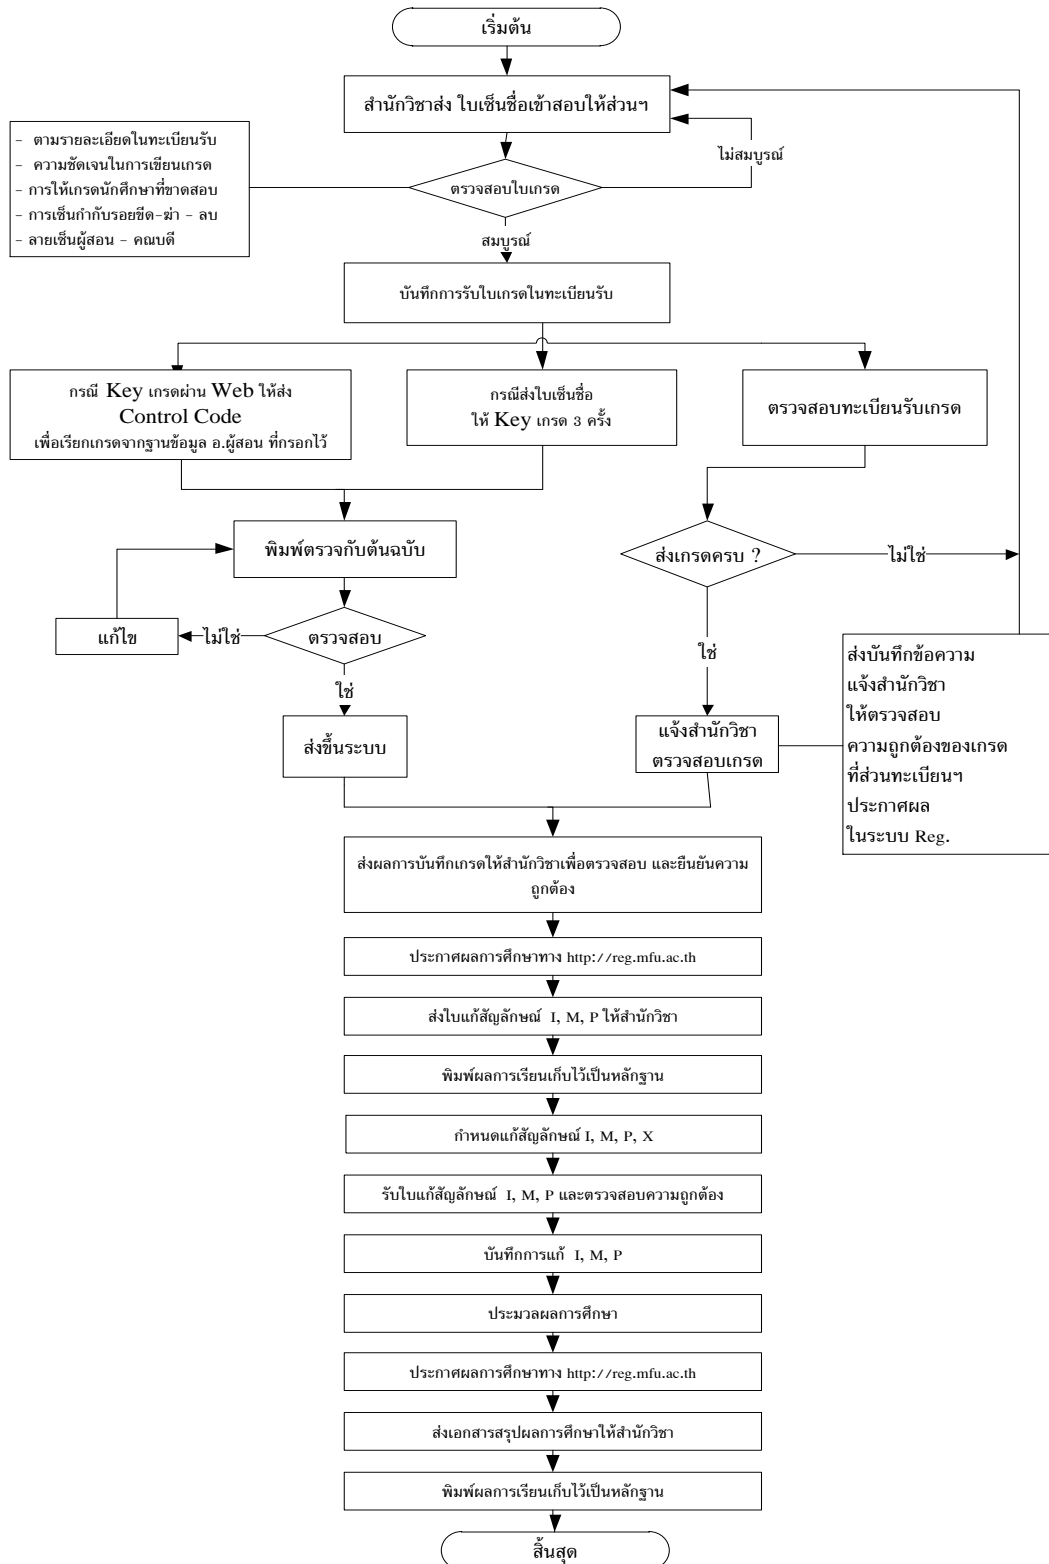 เริ่มต้น
สำนักวิชาส่ง ใบเซ็นชื่อเข้าสอบให้ส่วนฯ
- ตามรายละเอียดในทะเบียนรับ
- ความชัดเจนในการเขียนเกรด
- การให้เกรดนักศึกษาที่ขาดสอบ
- การเซ็นกำกับรอยขีด-ฆ่า - ลบ
- ลายเซ็นผู้สอน - คณบดี
ไม่สมบูรณ์
ตรวจสอบใบเกรด
สมบูรณ์
บันทึกการรับใบเกรดในทะเบียนรับ
กรณี Key เกรดผ่าน Web ให้ส่ง
Control Code
เพื่อเรียกเกรดจากฐานข้อมูล อ.ผู้สอน ที่กรอกไว้
กรณีส่งใบเซ็นชื่อ
ให้ Key เกรด 3 ครั้ง
ตรวจสอบทะเบียนรับเกรด
พิมพ์ตรวจกับต้นฉบับ
ส่งเกรดครบ ?
ไม่ใช่
แก้ไข
ไม่ใช่
ตรวจสอบ
ใช่
ใช่
ส่งขึ้นระบบ
แจ้งสำนักวิชา
ตรวจสอบเกรด
ส่งบันทึกข้อความ
แจ้งสำนักวิชา
ให้ตรวจสอบ
ความถูกต้องของเกรด
ที่ส่วนทะเบียนฯ
ประกาศผล
ในระบบ Reg.
ส่งผลการบันทึกเกรดให้สำนักวิชาเพื่อตรวจสอบ และยืนยันความ
ถูกต้อง
ประกาศผลการศึกษาทาง http://reg.mfu.ac.th
ส่งใบแก้สัญลักษณ์ I, M, P ให้สำนักวิชา
พิมพ์ผลการเรียนเก็บไว้เป็นหลักฐาน
กำหนดแก้สัญลักษณ์ I, M, P, X
รับใบแก้สัญลักษณ์ I, M, P และตรวจสอบความถูกต้อง
บันทึกการแก้ I, M, P
ประมวลผลการศึกษา
ประกาศผลการศึกษาทาง http://reg.mfu.ac.th
ส่งเอกสารสรุปผลการศึกษาให้สำนักวิชา
พิมพ์ผลการเรียนเก็บไว้เป็นหลักฐาน
สิ้นสุด